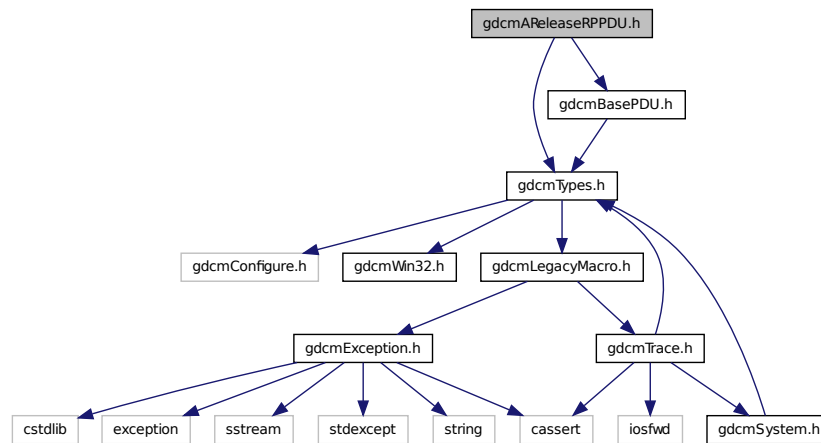 gdcmAReleaseRPPDU.h
gdcmBasePDU.h
gdcmTypes.h
gdcmConfigure.h
gdcmWin32.h
gdcmLegacyMacro.h
gdcmException.h
gdcmTrace.h
cstdlib
exception
sstream
stdexcept
string
cassert
iosfwd
gdcmSystem.h